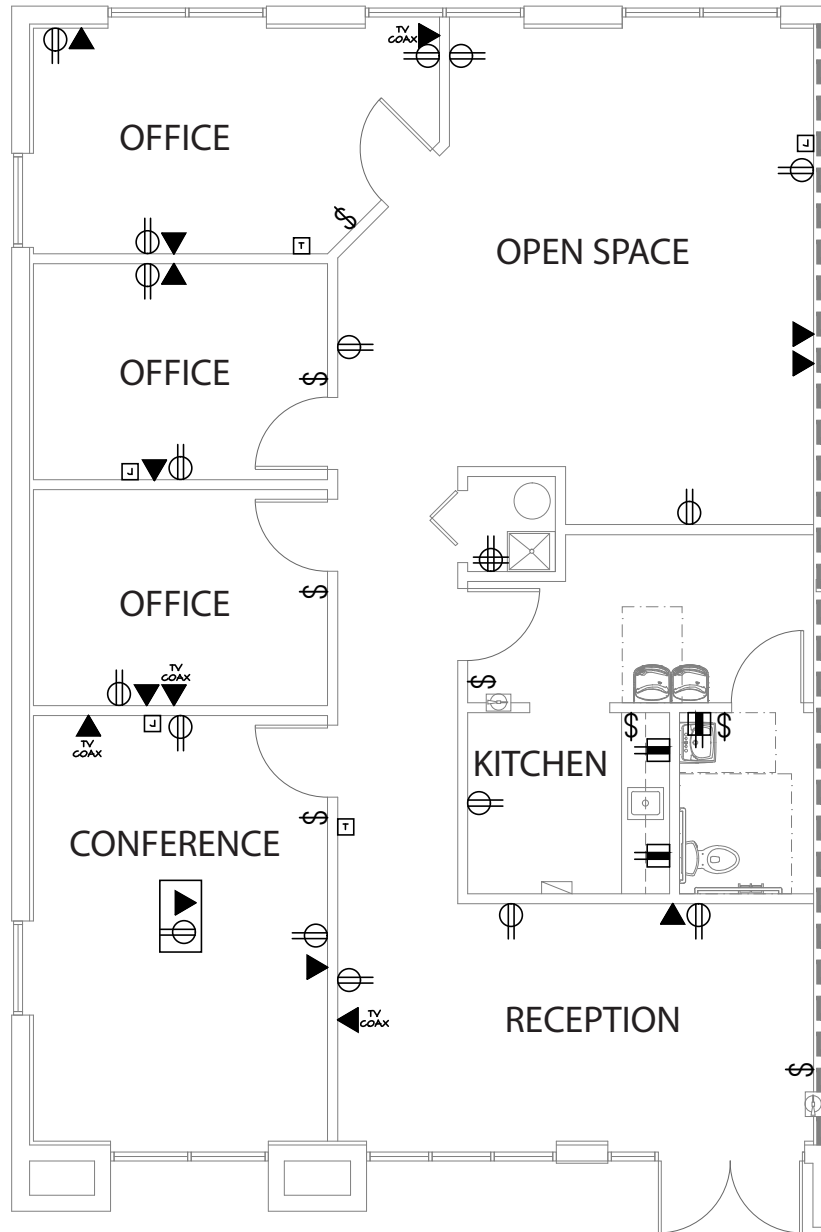 TV
COAX
OFFICE
T
J
OPEN SPACE
OFFICE
J
OFFICE
TV
COAX
J
TV
COAX
KITCHEN
CONFERENCE
T
RECEPTION
TV
COAX
$
$
$
$
$
$
$
$